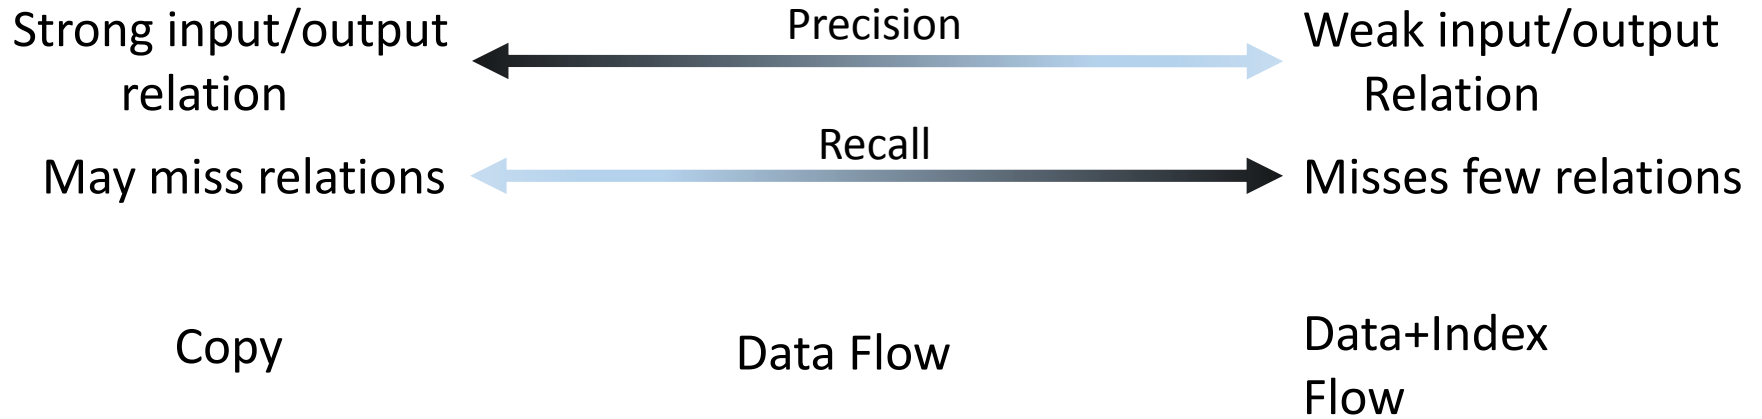 Strong input/output
relation
Precision
Weak input/output
Relation
May miss relations
Recall
Misses few relations
Copy
Data Flow
Data+Index
Flow